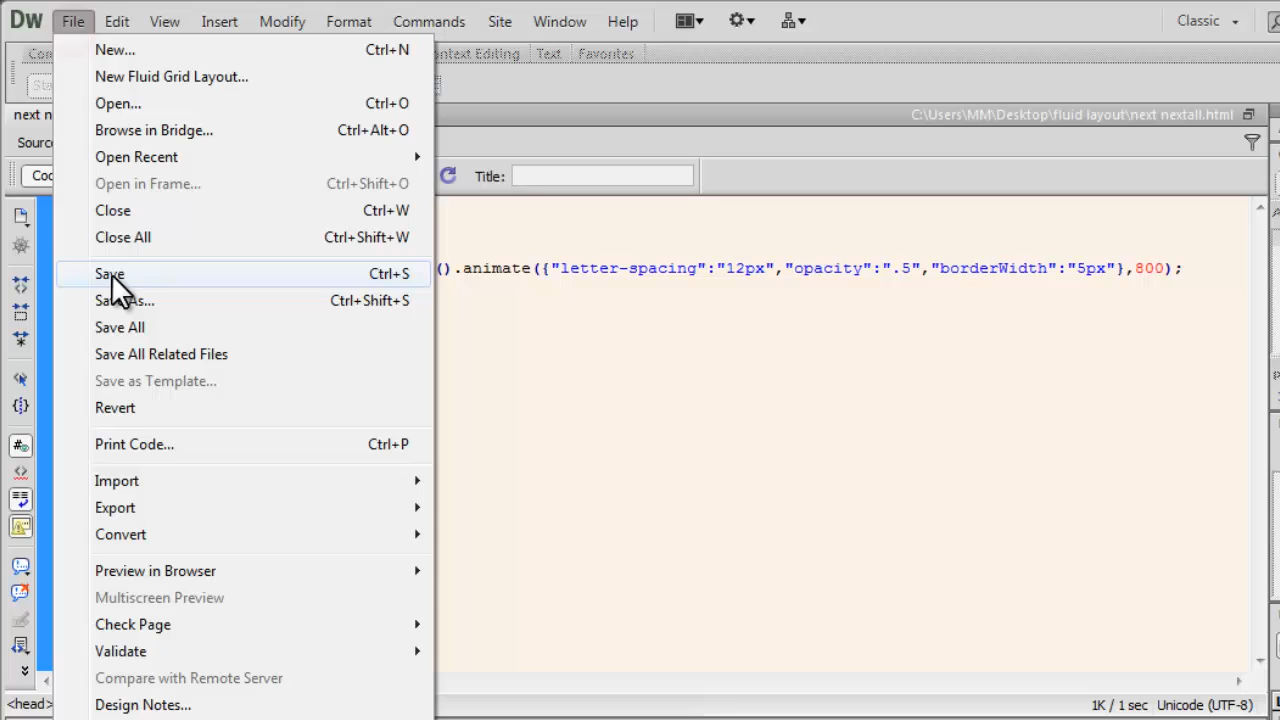 Dw File Edit View Insert Modify Format Commands Site Window Help Classic
New... Ctrl+N
Context Editing Text Favorites
New Fluid Grid Layout...
Open... Ctrl+O
next n C:\Users\MM\Desktop\fluid layout\next nextall.html
Browse in Bridge... Ctrl+Alt+O
Sourc
Open Recent
Title:
Open in Frame... Ctrl+Shift+O
Close Ctrl+W
Close All Ctrl+Shift+W
().animate({"letter-spacing":"12px","opacity":".5","borderWidth":"5px"},800);
Save Ctrl+S
Save As... Ctrl+Shift+S
Save All
Save All Related Files
Save as Template...
Revert
Print Code... Ctrl+P
Import
Export
Convert
Preview in Browser
Multiscreen Preview
Check Page
Validate
Compare with Remote Server
Design Notes...
<head> 1K / 1 sec Unicode (UTF-8)